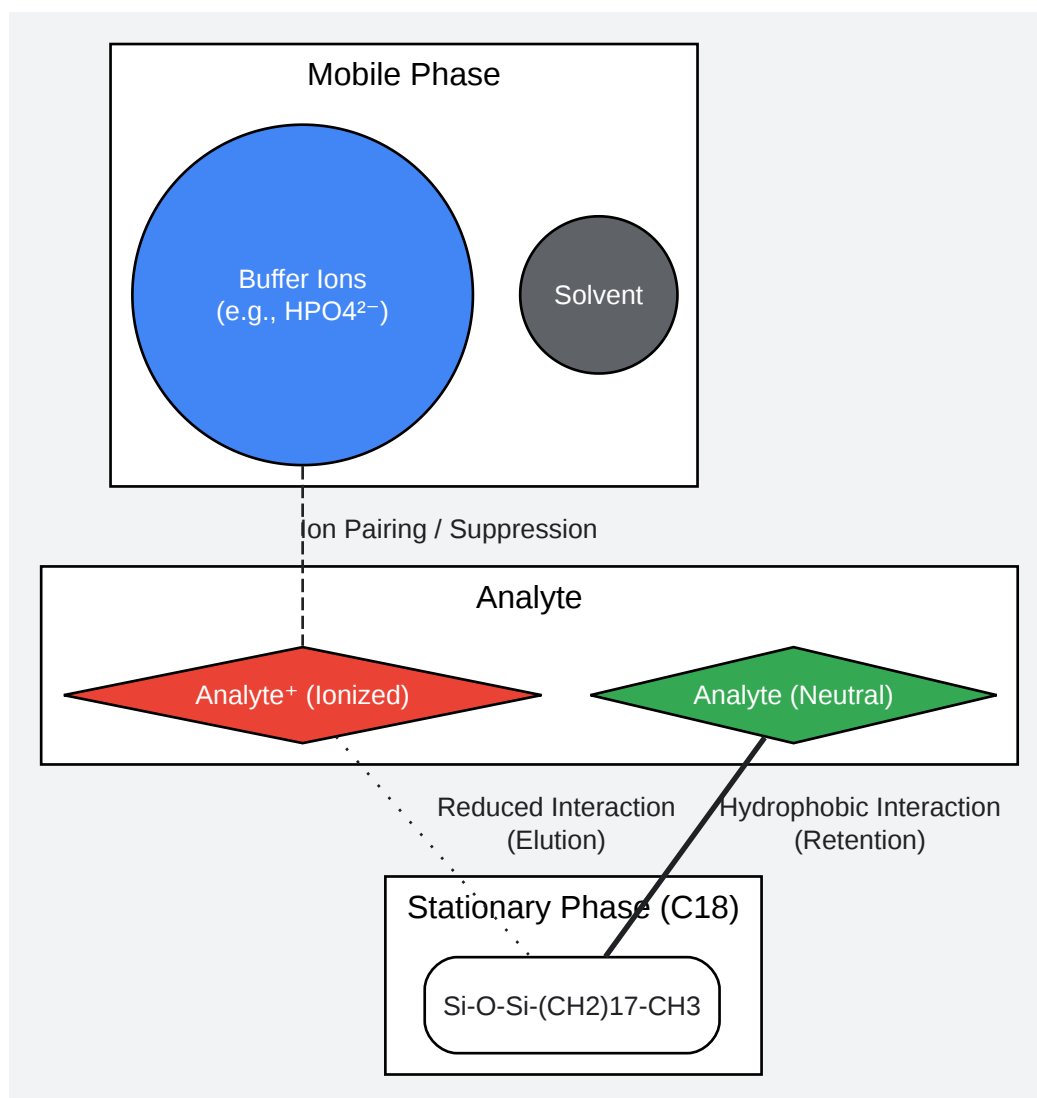 Mobile Phase
Buffer Ions
(e.g., HPO4²⁻)
Solvent
Ion Pairing / Suppression
Analyte
Analyte⁺ (Ionized)
Analyte (Neutral)
Reduced Interaction
(Elution)
Hydrophobic Interaction
(Retention)
Stationary Phase (C18)
Si-O-Si-(CH2)17-CH3